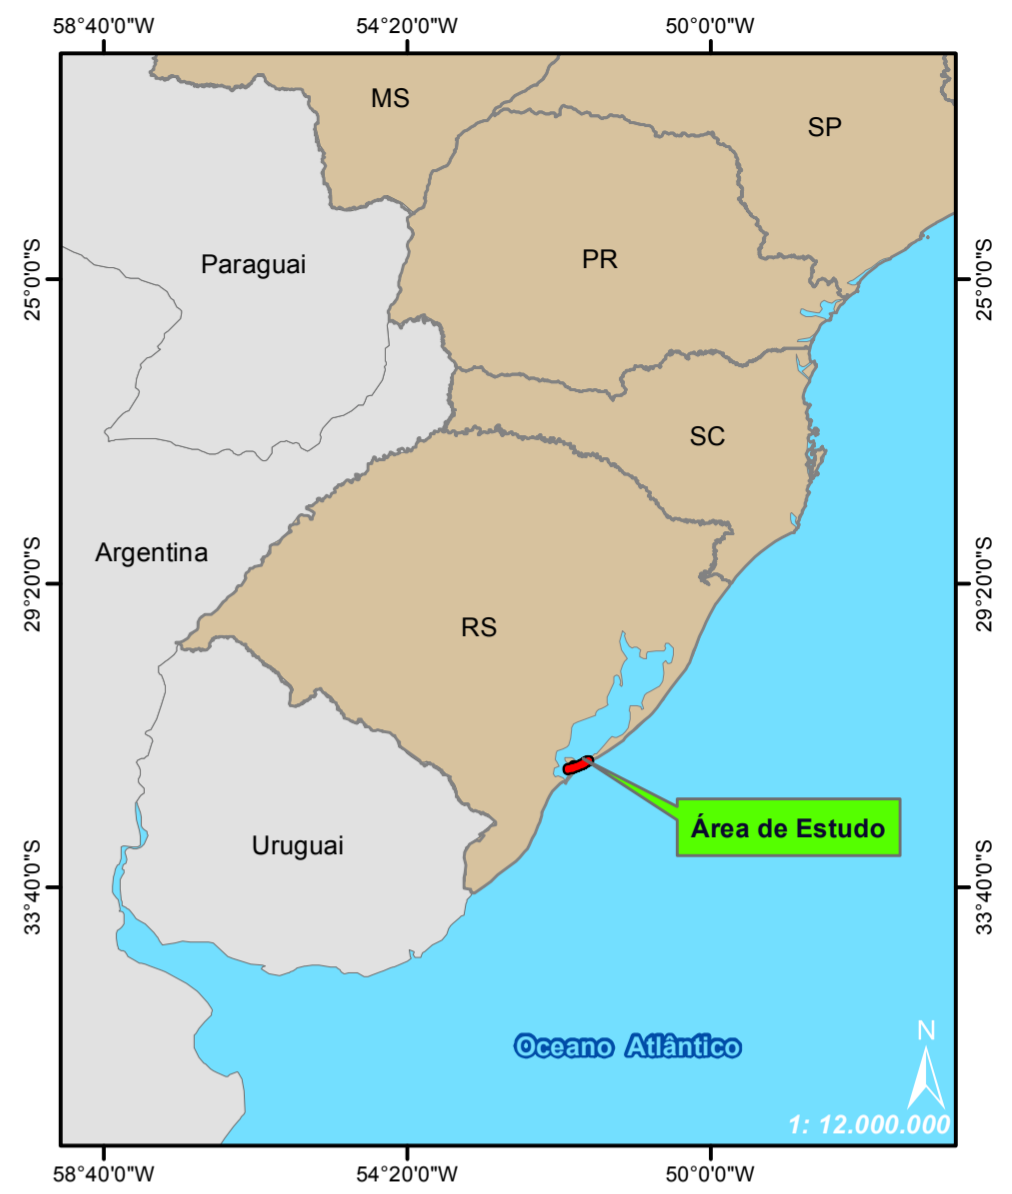 58°40'0"W 54°20'0"W 50°0'0"W
MS
SP
Paraguai
PR
25°0'0"S
25°0'0"S
SC
Argentina
29°20'0"S
29°20'0"S
RS
Área de Estudo
Uruguai
33°40'0"S
33°40'0"S
Oceano Atlântico
N
1: 12.000.000
58°40'0"W 54°20'0"W 50°0'0"W